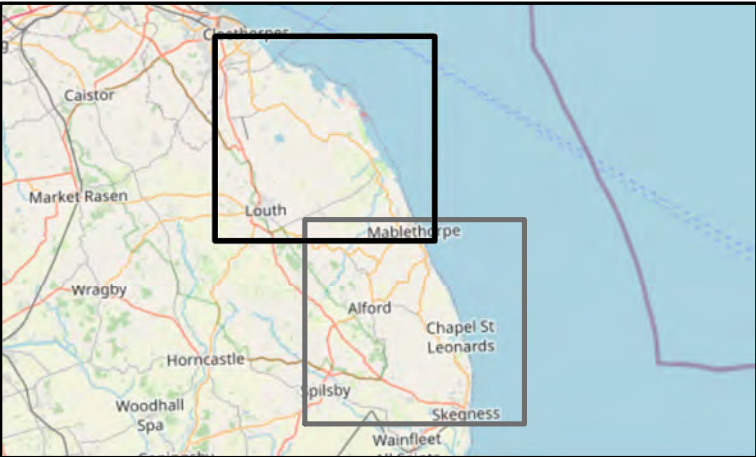 Cleethorpes
Caistor
Market Rasen
Louth
Mablethorpe
Wragby
Alford
Chapel St
Leonards
Horncastle
Spilsby
Woodhall
Spa
Skegness
Wainfleet